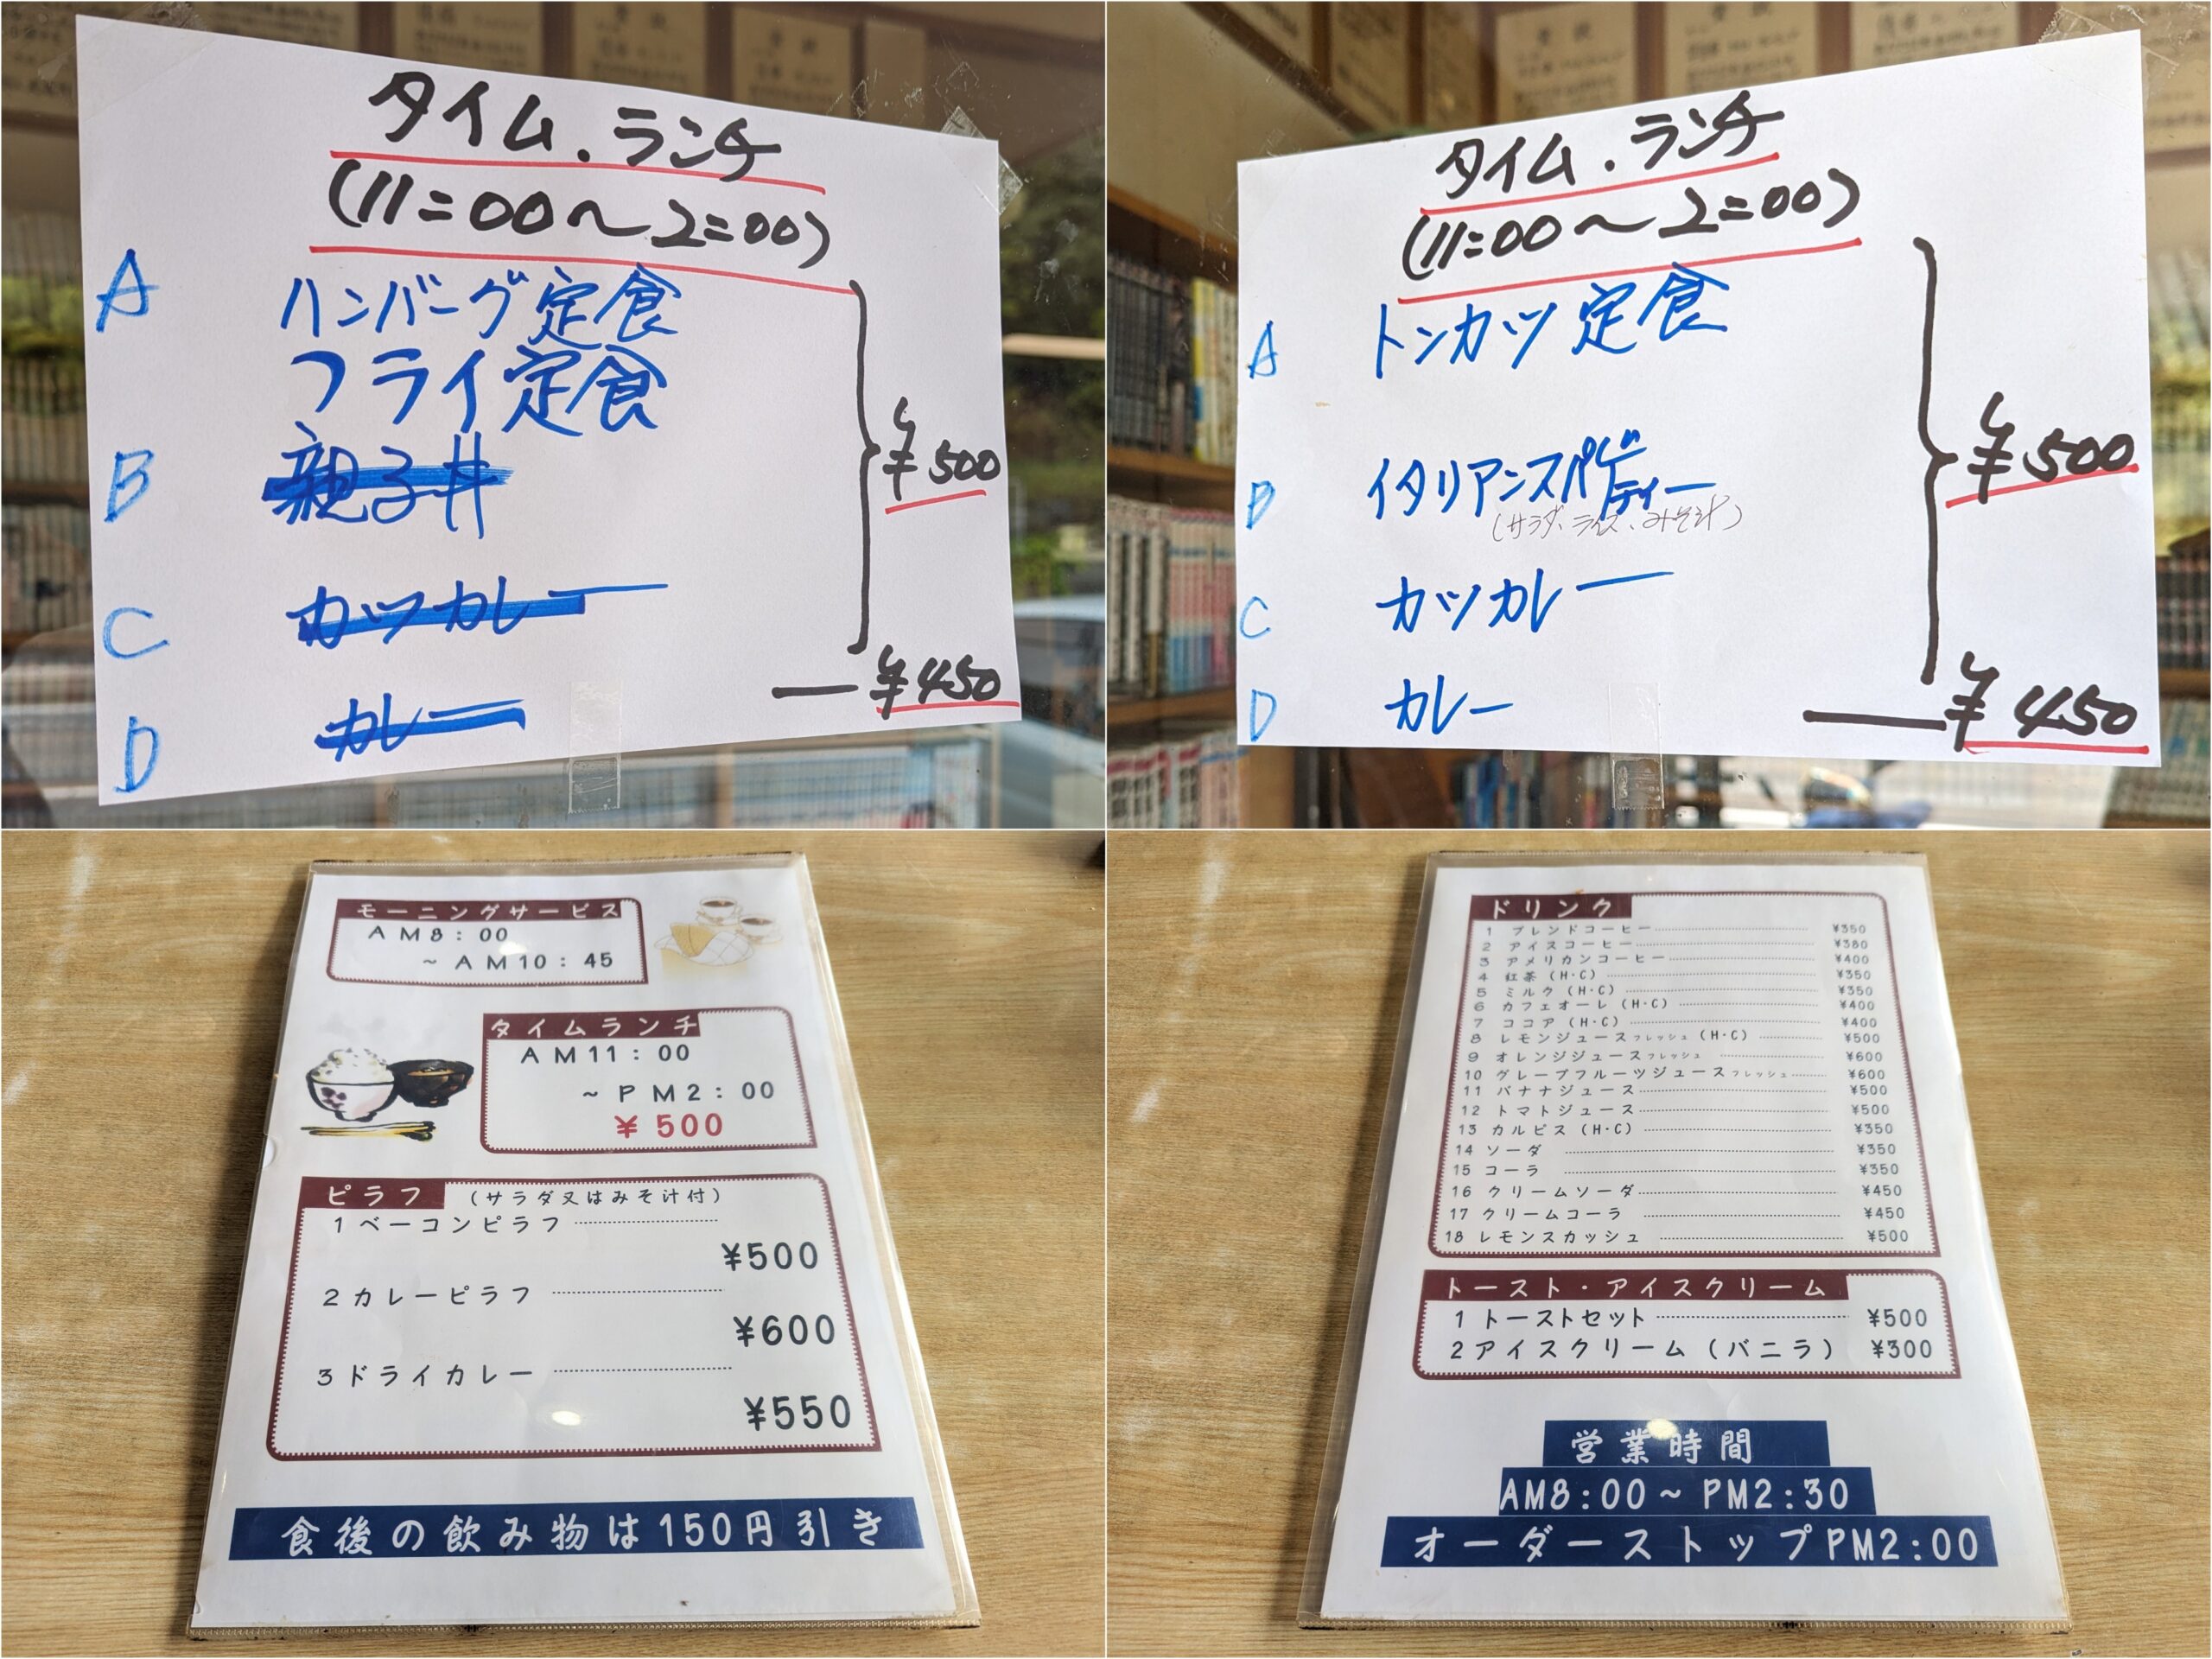 タイム.ランチ
(11:00〜2:00)
A ハンバーグ定食
フライ定食
¥500
B 親子丼
C カツカレー
D カレー ¥450
タイム.ランチ
(11:00〜2:00)
A トンカツ定食
B イタリアンスパゲティー
(サラダ、ライス、みそ汁)
¥500
C カツカレー
D カレー ¥450
モーニングサービス
AM8:00
~AM10:45
タイムランチ
AM11:00
~PM2:00
¥500
ピラフ (サラダ又はみそ汁付)
1 ベーコンピラフ
¥500
2 カレーピラフ
¥600
3 ドライカレー
¥550
食後の飲み物は150円引き
ドリンク
1 ブレンドコーヒー ¥350
2 アイスコーヒー ¥380
3 アメリカンコーヒー ¥400
4 紅茶(H・C) ¥350
5 ミルク(H・C) ¥350
6 カフェオーレ(H・C) ¥400
7 ココア(H・C) ¥400
8 レモンジュースフレッシュ(H・C) ¥500
9 オレンジジュースフレッシュ ¥600
10 グレープフルーツジュースフレッシュ ¥600
11 バナナジュース ¥500
12 トマトジュース ¥500
13 カルピス(H・C) ¥350
14 ソーダ ¥350
15 コーラ ¥350
16 クリームソーダ ¥450
17 クリームコーラ ¥450
18 レモンスカッシュ ¥500
トースト・アイスクリーム
1 トーストセット ¥500
2 アイスクリーム(バニラ) ¥300
営業時間
AM8:00~PM2:30
オーダーストップPM2:00